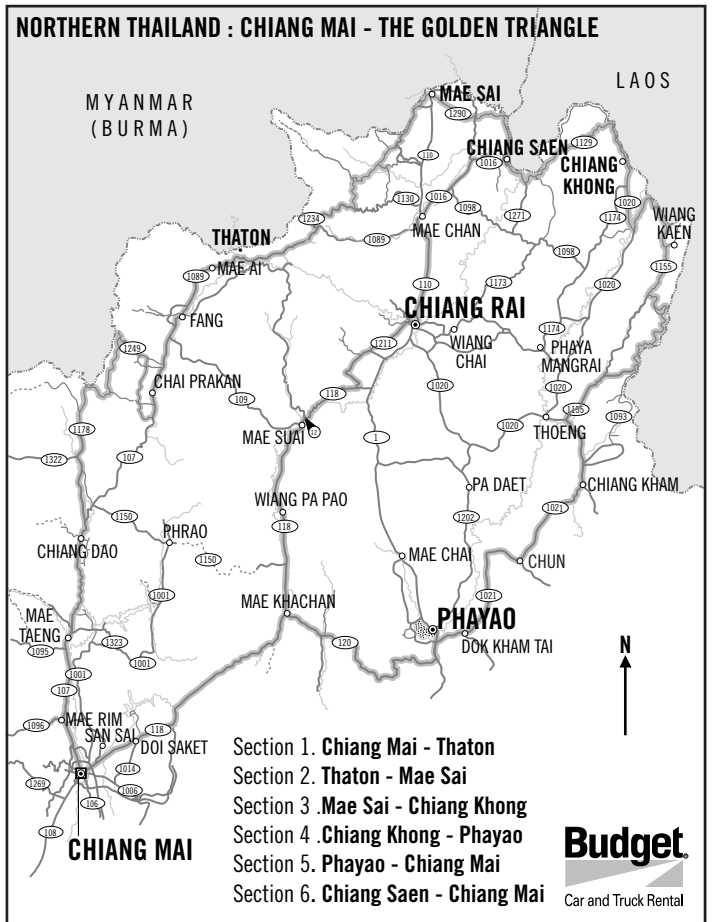 NORTHERN THAILAND : CHIANG MAI - THE GOLDEN TRIANGLE
LAOS
MYANMAR
(BURMA)
MAE SAI
1290
CHIANG SAEN
1129
110
1016
CHIANG
KHONG
1130
1016
1098
1020
1234
1271
1174
WIANG
KAEN
THATON
1089
MAE CHAN
1098
1155
1089
MAE AI
110
1173
1020
CHIANG RAI
FANG
1174
WIANG
CHAI
PHAYA
MANGRAI
1249
1211
CHAI PRAKAN
118
1020
1020
109
1155
1093
1178
MAE SUAI
12
1
1020
THOENG
1322
107
PA DAET
CHIANG KHAM
WIANG PA PAO
1150
118
1202
1021
PHRAO
CHIANG DAO
1150
MAE CHAI
CHUN
1001
1021
MAE
TAENG
MAE KHACHAN
PHAYAO
1323
120
DOK KHAM TAI
N
1095
1001
1001
107
1096
MAE RIM
118
SAN SAI
DOI SAKET
1014
1269
1006
106
108
CHIANG MAI
Section 1. Chiang Mai - Thaton
Section 2. Thaton - Mae Sai
Section 3 .Mae Sai - Chiang Khong
Section 4 .Chiang Khong - Phayao
Section 5. Phayao - Chiang Mai
Section 6. Chiang Saen - Chiang Mai
Budget®
Car and Truck Rental